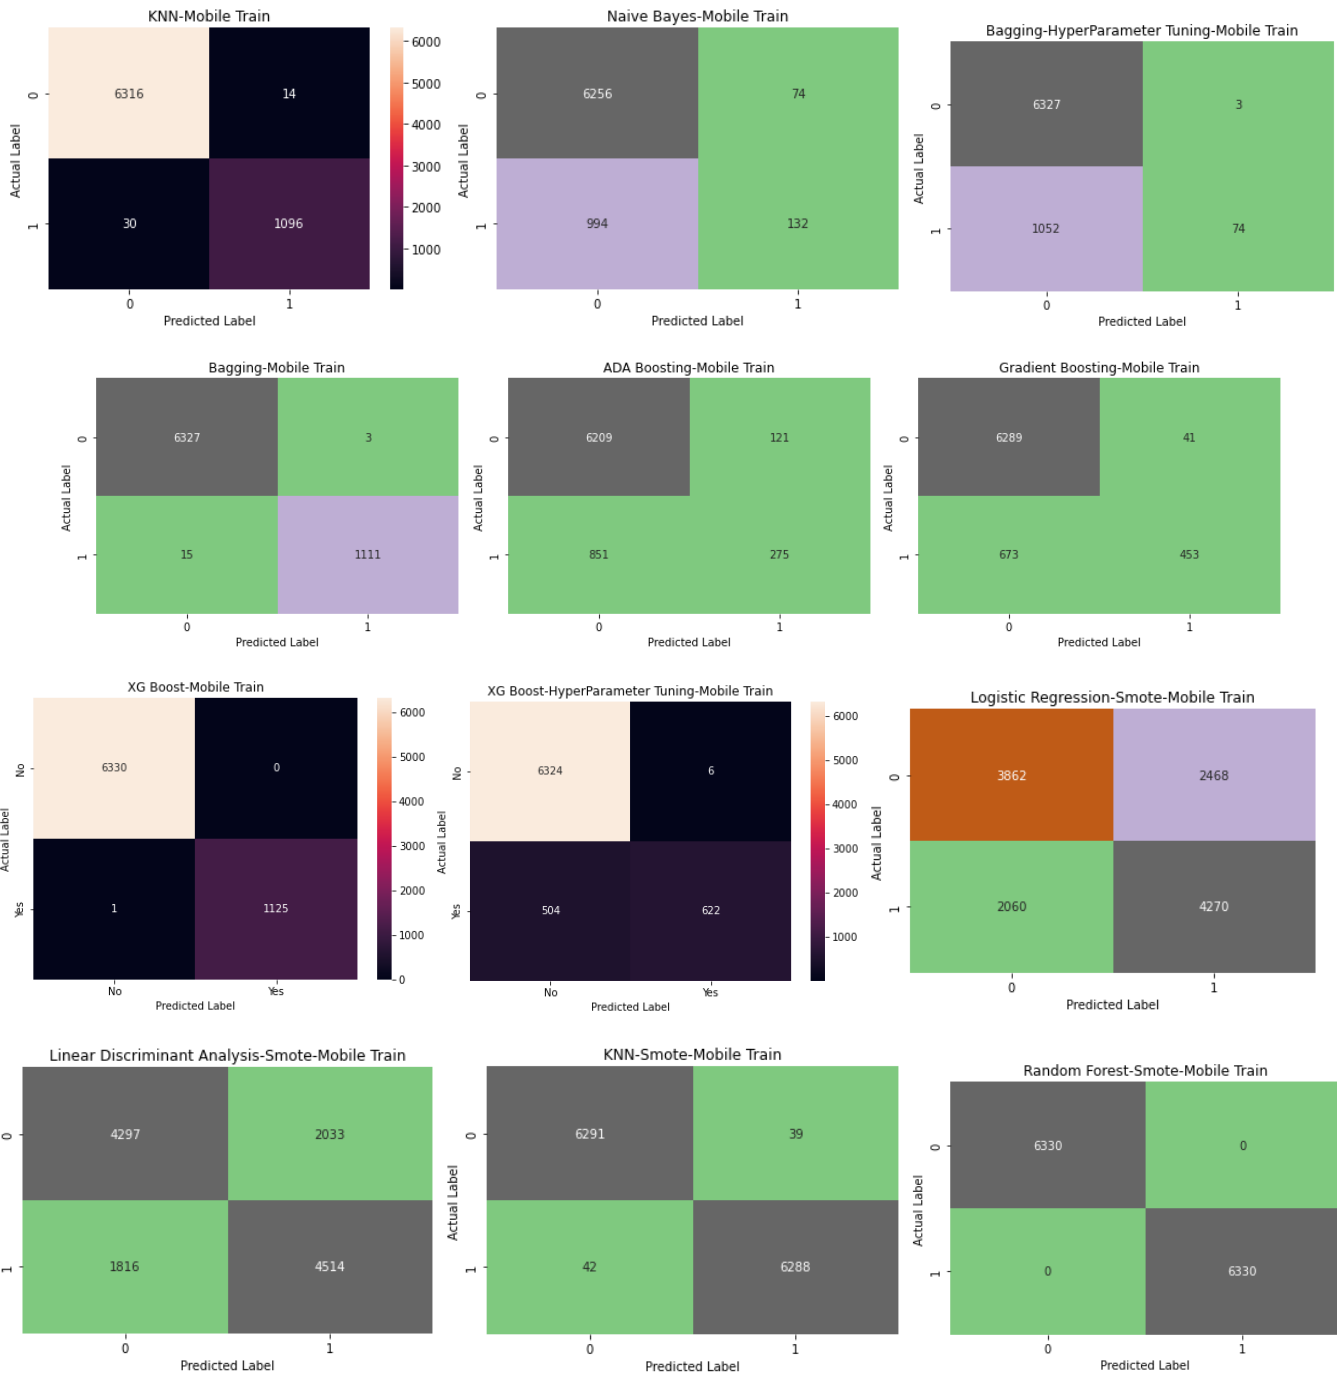 KNN-Mobile Train
6000
5000
4000
3000
2000
1000
0
1
Actual Label
6316
14
30
1096
0
1
Predicted Label
Naive Bayes-Mobile Train
0
1
Actual Label
6256
74
994
132
0
1
Predicted Label
Bagging-HyperParameter Tuning-Mobile Train
0
1
Actual Label
6327
3
1052
74
0
1
Predicted Label
Bagging-Mobile Train
0
1
Actual Label
6327
3
15
1111
0
1
Predicted Label
ADA Boosting-Mobile Train
0
1
Actual Label
6209
121
851
275
0
1
Predicted Label
Gradient Boosting-Mobile Train
0
1
Actual Label
6289
41
673
453
0
1
Predicted Label
XG Boost-Mobile Train
No
Yes
Actual Label
6330
0
1
1125
No
Yes
Predicted Label
6000
5000
4000
3000
2000
1000
0
XG Boost-HyperParameter Tuning-Mobile Train
No
Yes
Actual Label
6324
6
504
622
No
Yes
Predicted Label
6000
5000
4000
3000
2000
1000
Logistic Regression-Smote-Mobile Train
0
1
Actual Label
3862
2468
2060
4270
0
1
Predicted Label
Linear Discriminant Analysis-Smote-Mobile Train
0
1
4297
2033
1816
4514
0
1
Predicted Label
KNN-Smote-Mobile Train
0
1
Actual Label
6291
39
42
6288
0
1
Predicted Label
Random Forest-Smote-Mobile Train
0
1
Actual Label
6330
0
0
6330
0
1
Predicted Label